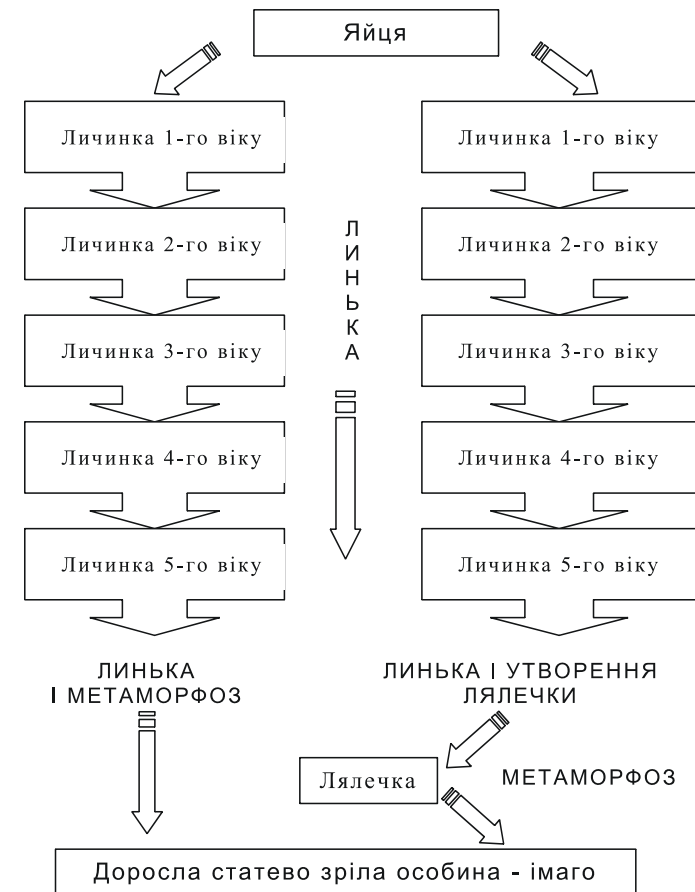 Яйця
Личинка 1-го віку
Личинка 1-го віку
Личинка 2-го віку
Личинка 2-го віку
ЛИНЬКА
Личинка 3-го віку
Личинка 3-го віку
Личинка 4-го віку
Личинка 4-го віку
Личинка 5-го віку
Личинка 5-го віку
ЛИНЬКА
І МЕТАМОРФОЗ
ЛИНЬКА І УТВОРЕННЯ
ЛЯЛЕЧКИ
Лялечка
МЕТАМОРФОЗ
Доросла статево зріла особина - імаго